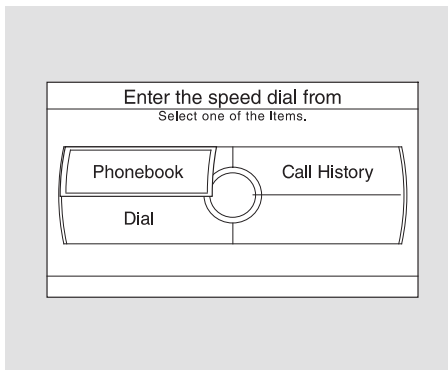 Enter the speed dial from
Select one of the Items.
Phonebook
Call History
Dial